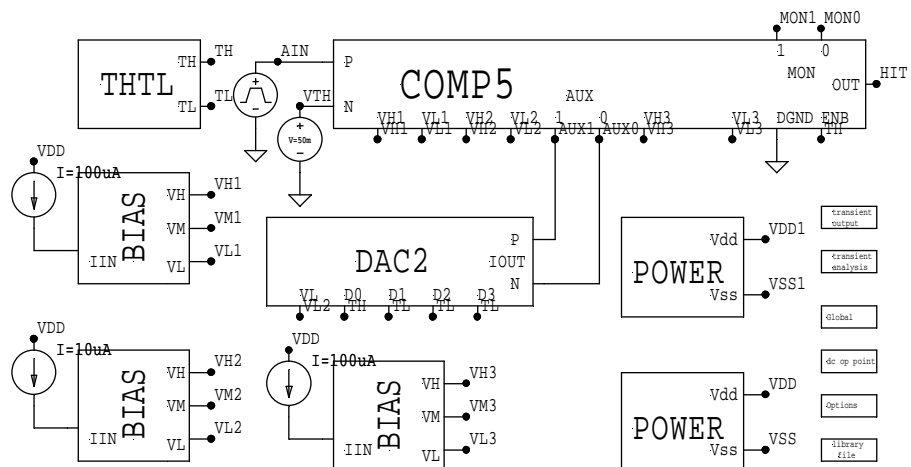 MON1 MON0
THTL
TH
TH
TL
TL
AIN
VTH
V=50m
P
N
COMP5
AUX
1 0
MON
1 0
OUT
HIT
VH1 VL1 VH2 VL2 AUX1 AUX0 VH3 VL3 DGND ENB
VH1 VL1 VH2 VL2 VH3 VL3 TH
VDD
I=100uA
BIAS
IIN
VH
VM
VL
VH1
VM1
VL1
DAC2
P
IOUT
N
VL D0 D1 D2 D3
VL2 TH TL TL TL
POWER
Vdd
Vss
VDD1
VSS1
transient
output
transient
analysis
Global
dc op point
Options
library
file
VDD
I=10uA
BIAS
IIN
VH
VM
VL
VH2
VM2
VL2
VDD
I=100uA
BIAS
IIN
VH
VM
VL
VH3
VM3
VL3
POWER
Vdd
Vss
VDD
VSS